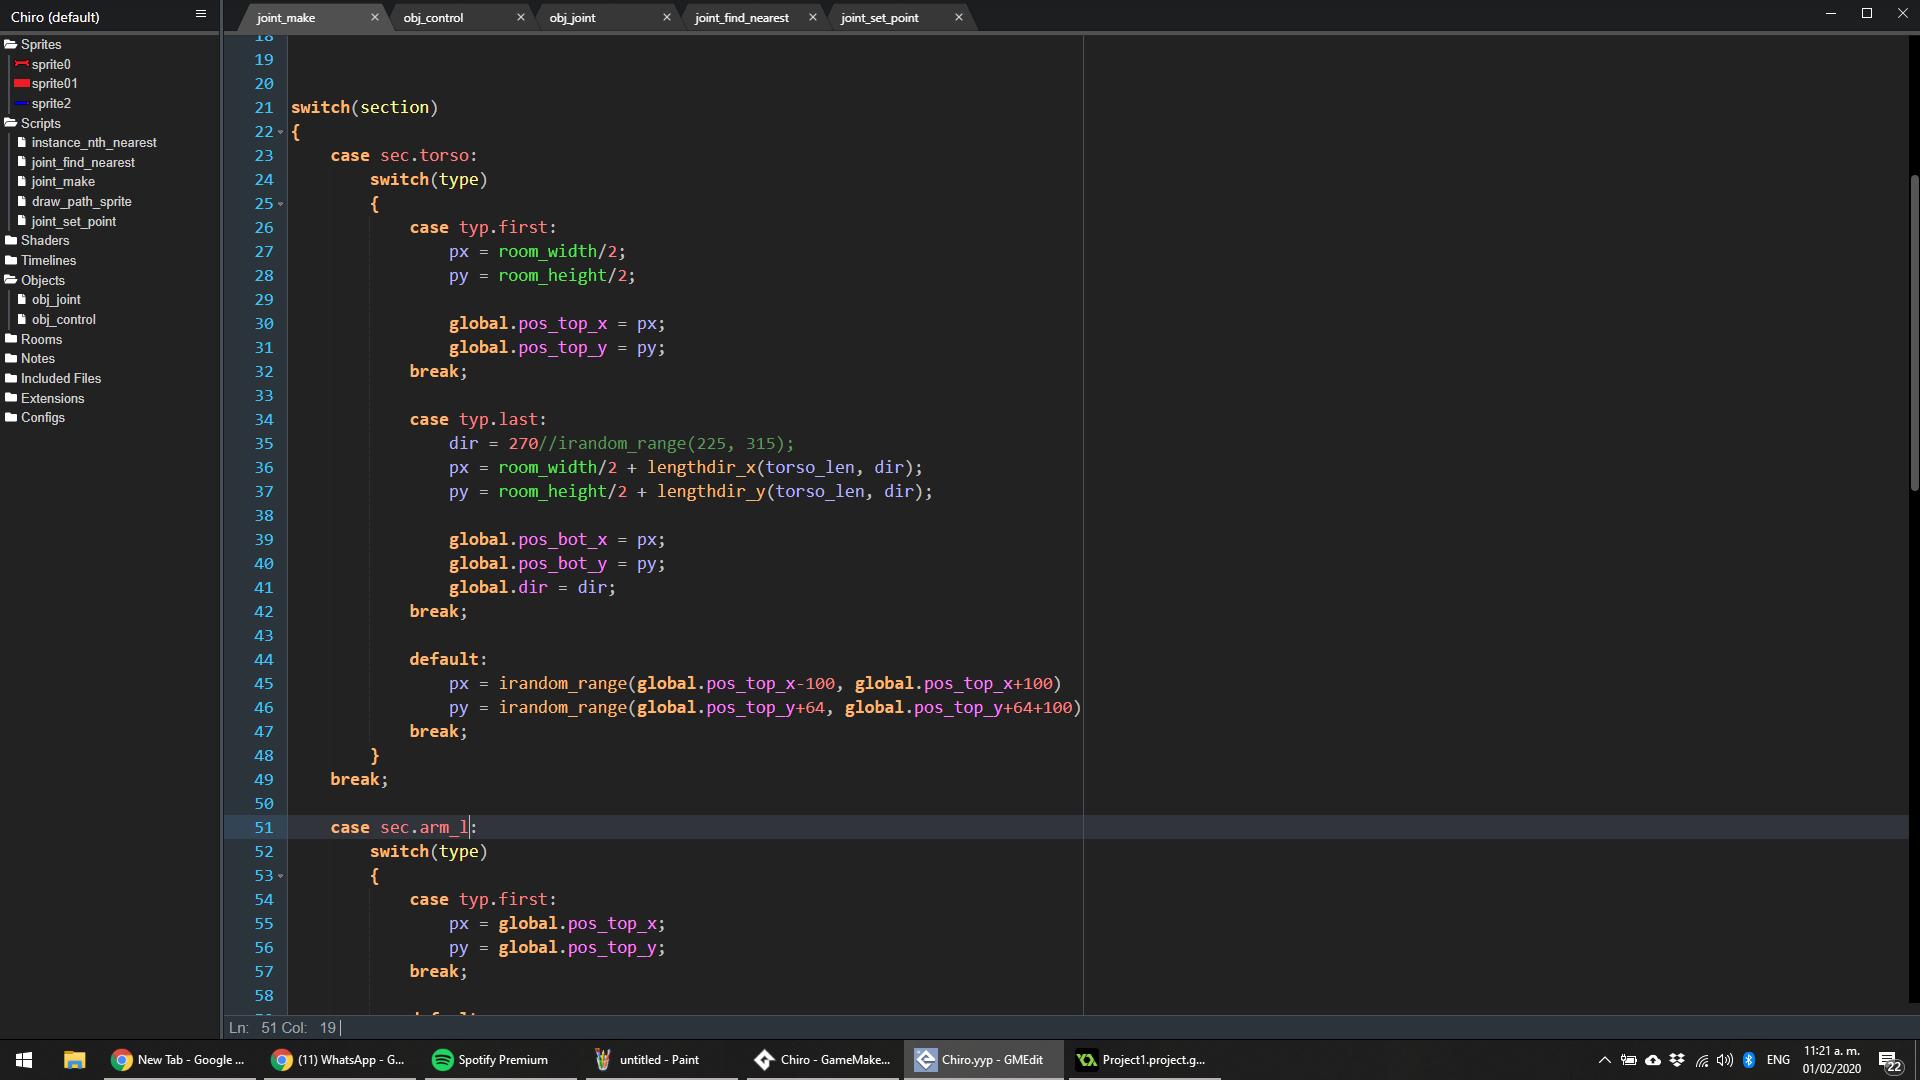 Chiro (default)
joint_make
obj_control
obj_joint
joint_find_nearest
joint_set_point
Sprites
sprite0
sprite01
sprite2
Scripts
instance_nth_nearest
joint_find_nearest
joint_make
draw_path_sprite
joint_set_point
Shaders
Timelines
Objects
obj_joint
obj_control
Rooms
Notes
Included Files
Extensions
Configs
18
19
20
21 switch(section)
22 {
23 case sec.torso:
24 switch(type)
25 {
26 case typ.first:
27 px = room_width/2;
28 py = room_height/2;
29
30 global.pos_top_x = px;
31 global.pos_top_y = py;
32 break;
33
34 case typ.last:
35 dir = 270//irandom_range(225, 315);
36 px = room_width/2 + lengthdir_x(torso_len, dir);
37 py = room_height/2 + lengthdir_y(torso_len, dir);
38
39 global.pos_bot_x = px;
40 global.pos_bot_y = py;
41 global.dir = dir;
42 break;
43
44 default:
45 px = irandom_range(global.pos_top_x-100, global.pos_top_x+100)
46 py = irandom_range(global.pos_top_y+64, global.pos_top_y+64+100)
47 break;
48 }
49 break;
50
51 case sec.arm_l:
52 switch(type)
53 {
54 case typ.first:
55 px = global.pos_top_x;
56 py = global.pos_top_y;
57 break;
58
Ln: 51 Col: 19
New Tab - Google ...
(11) WhatsApp - G...
Spotify Premium
untitled - Paint
Chiro - GameMake...
Chiro.yyp - GMEdit
Project1.project.g...
ENG
11:21 a. m.
01/02/2020
22